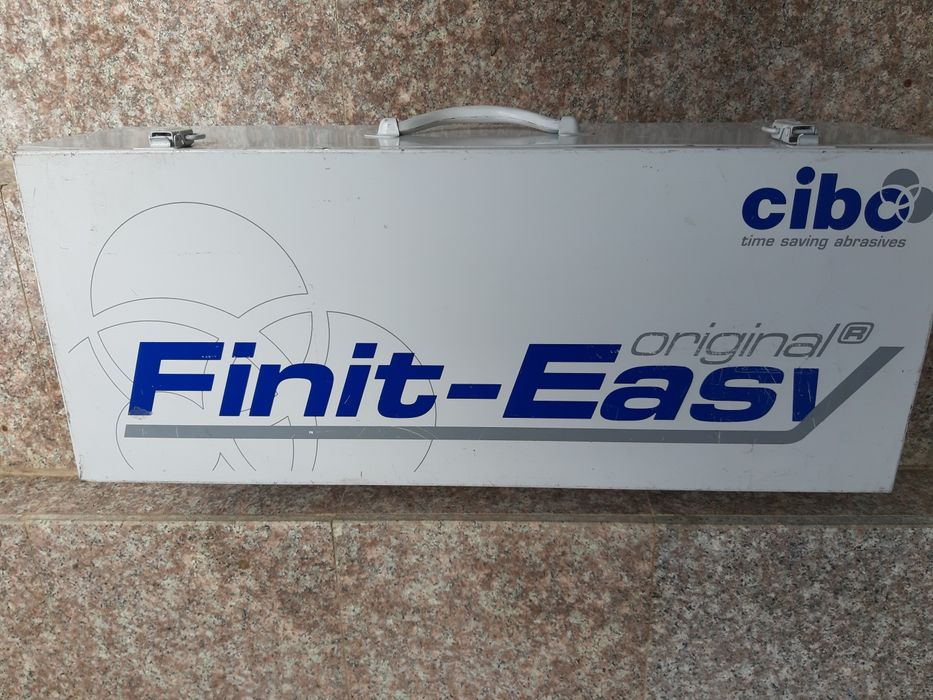 cibo
time saving abrasives
original®
Finit-Easy